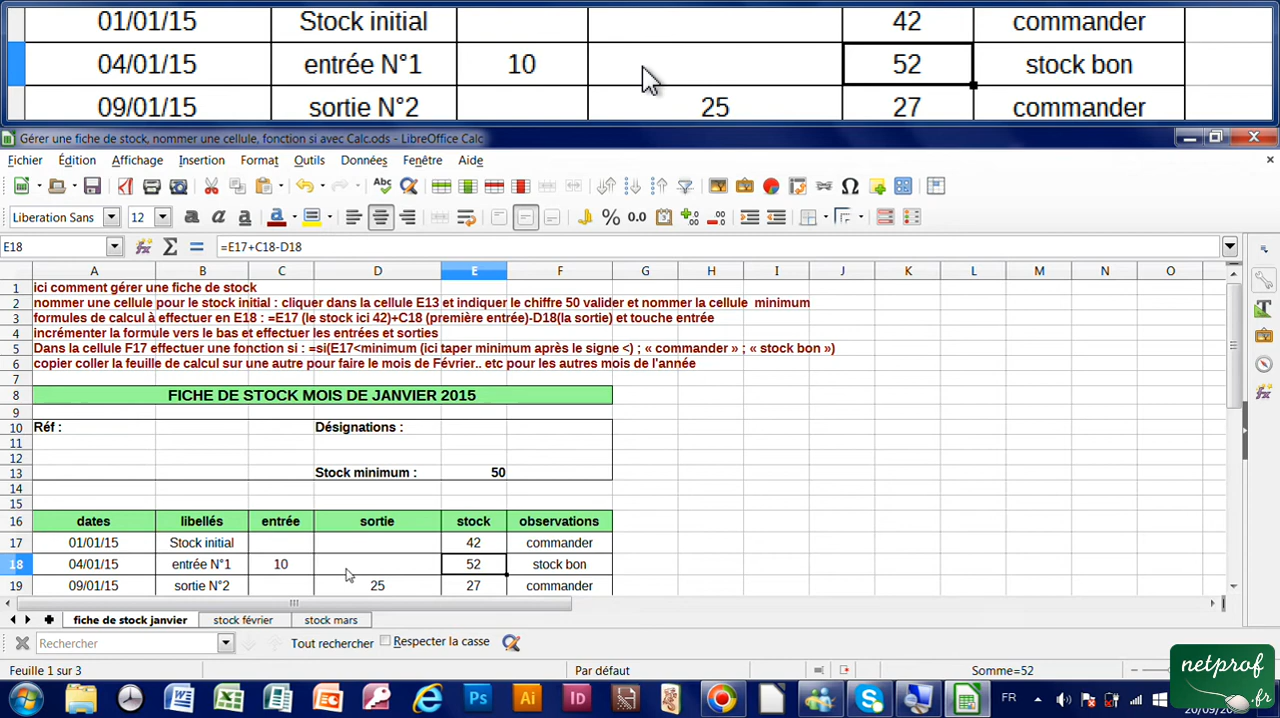 01/01/15 Stock initial 42 commander
04/01/15 entrée N°1 10 52 stock bon
09/01/15 sortie N°2 25 27 commander
Gérer une fiche de stock, nommer une cellule, fonction si avec Calc.ods - LibreOffice Calc
Fichier Édition Affichage Insertion Format Outils Données Fenêtre Aide
Liberation Sans 12
E18 =E17+C18-D18
A B C D E F G H I J K L M N O
1 ici comment gérer une fiche de stock
2 nommer une cellule pour le stock initial : cliquer dans la cellule E13 et indiquer le chiffre 50 valider et nommer la cellule minimum
3 formules de calcul à effectuer en E18 : =E17 (le stock ici 42)+C18 (première entrée)-D18(la sortie) et touche entrée
4 incrémenter la formule vers le bas et effectuer les entrées et sorties
5 Dans la cellule F17 effectuer une fonction si : =si(E17<minimum (ici taper minimum après le signe <) ; « commander » ; « stock bon »)
6 copier coller la feuille de calcul sur une autre pour faire le mois de Février.. etc pour les autres mois de l'année
7
8 FICHE DE STOCK MOIS DE JANVIER 2015
9
10 Réf : Désignations :
11
12
13 Stock minimum : 50
14
15
16 dates libellés entrée sortie stock observations
17 01/01/15 Stock initial 42 commander
18 04/01/15 entrée N°1 10 52 stock bon
19 09/01/15 sortie N°2 25 27 commander
fiche de stock janvier stock février stock mars
Rechercher Tout rechercher Respecter la casse
Feuille 1 sur 3 Par défaut Somme=52
FR
netprof
.fr